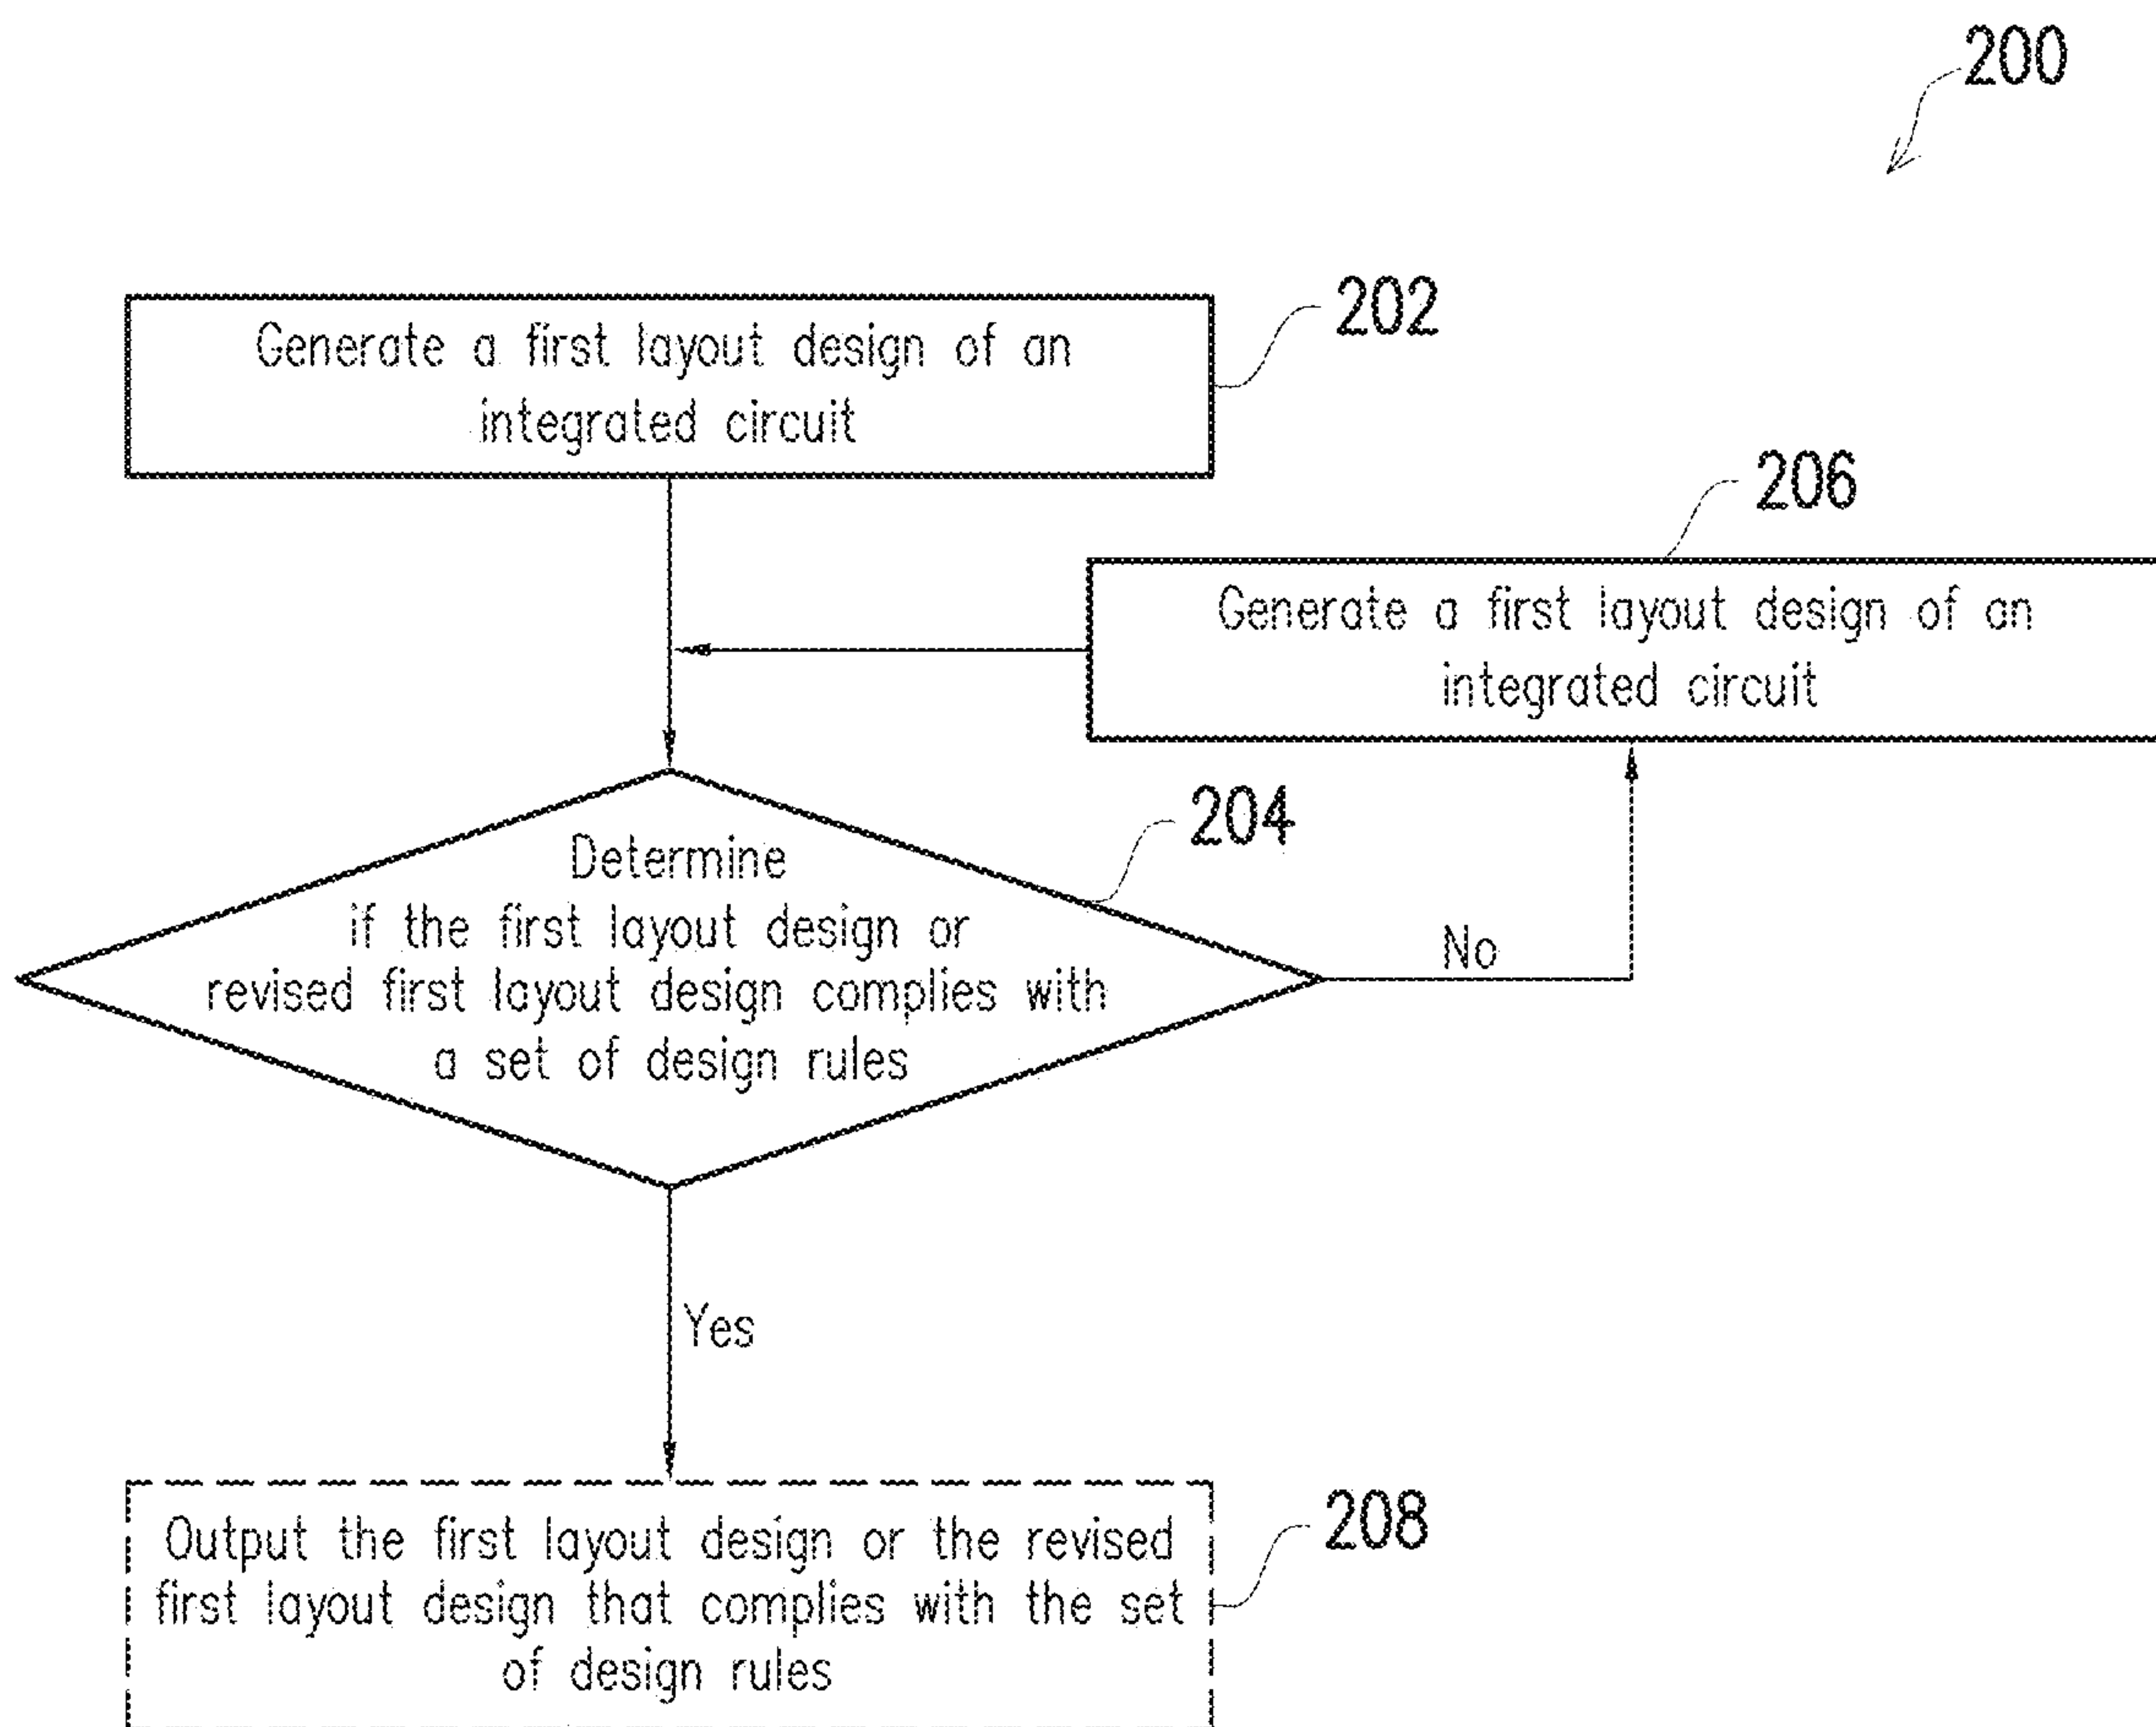 200
202
Generate a first layout design of an
integrated circuit
206
Generate a first layout design of an
integrated circuit
204
Determine
if the first layout design or
revised first layout design complies with
a set of design rules
No
Yes
208
Output the first layout design or the revised
first layout design that complies with the set
of design rules